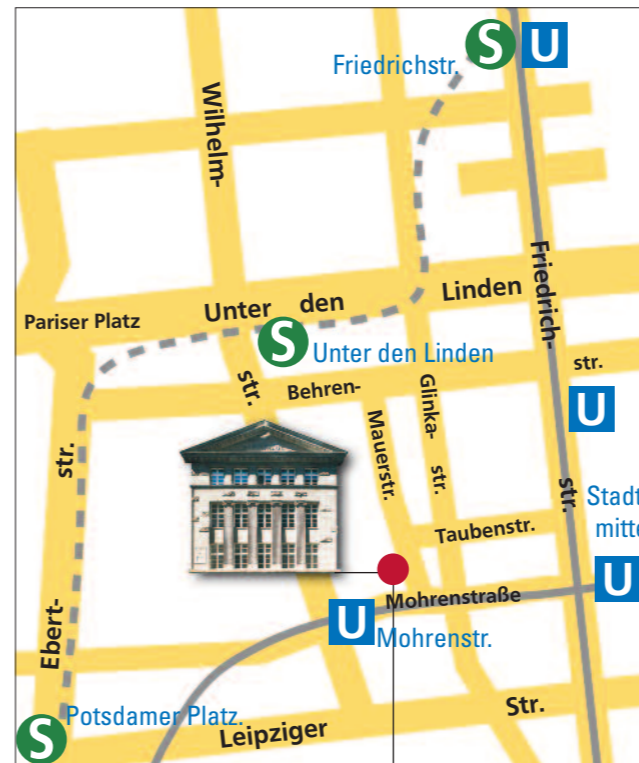 S U
Friedrichstr.
Wilhelm-
Friedrich-
Unter den Linden
Pariser Platz
S
Unter den Linden
str.
str.
Behren-
Glinka-
Mauerstr.
str.
U
str.
str.
Stadt
mitte
Taubenstr.
U
Mohrenstraße
U
Mohrenstr.
Ebert-
Potsdamer Platz.
S
Leipziger Str.